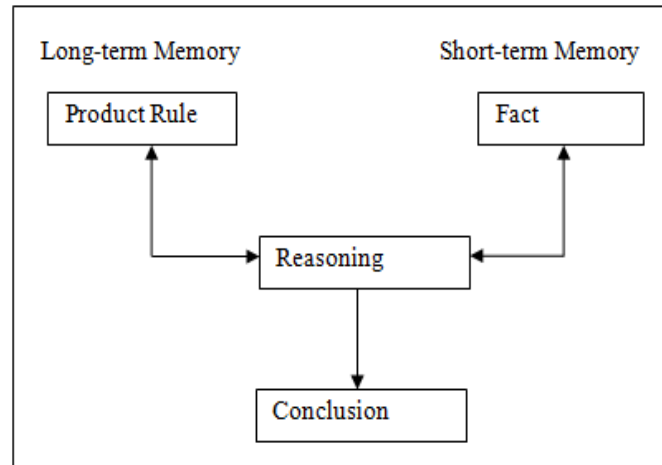 Long-term Memory
Short-term Memory
Product Rule
Fact
Reasoning
Conclusion